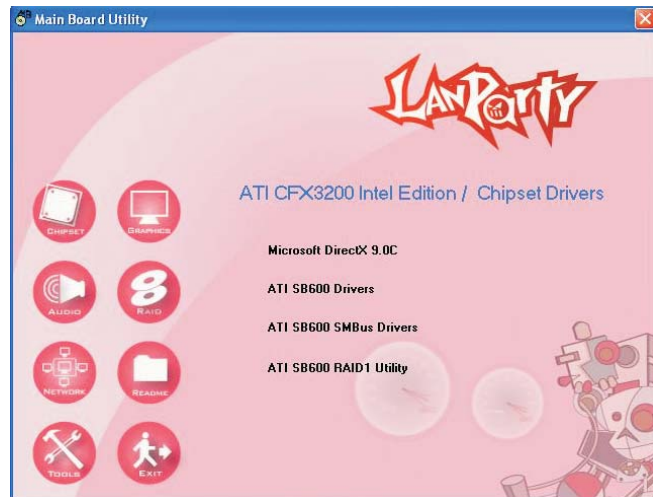 Main Board Utility
LANPARTY
ATI CFX3200 Intel Edition / Chipset Drivers
Microsoft DirectX 9.0C
ATI SB600 Drivers
ATI SB600 SMBus Drivers
ATI SB600 RAID1 Utility
CHIPSET
GRAPHICS
AUDIO
RAID
NETWORK
README
TOOLS
EXIT